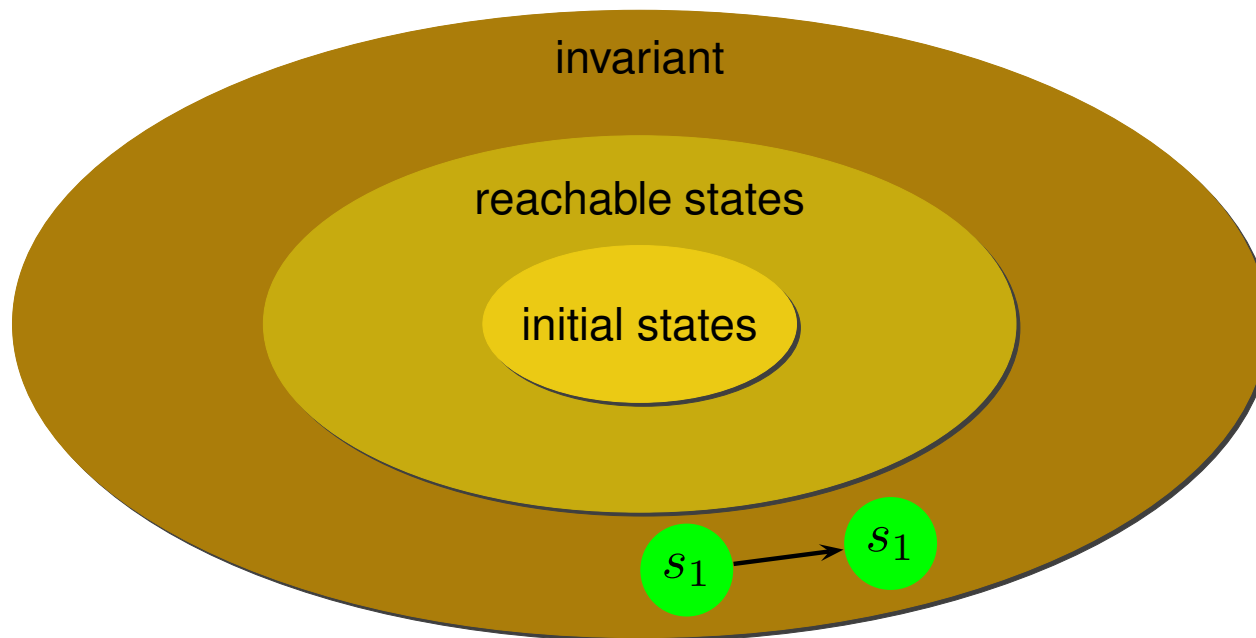 invariant
reachable states
initial states
s₁
s₁